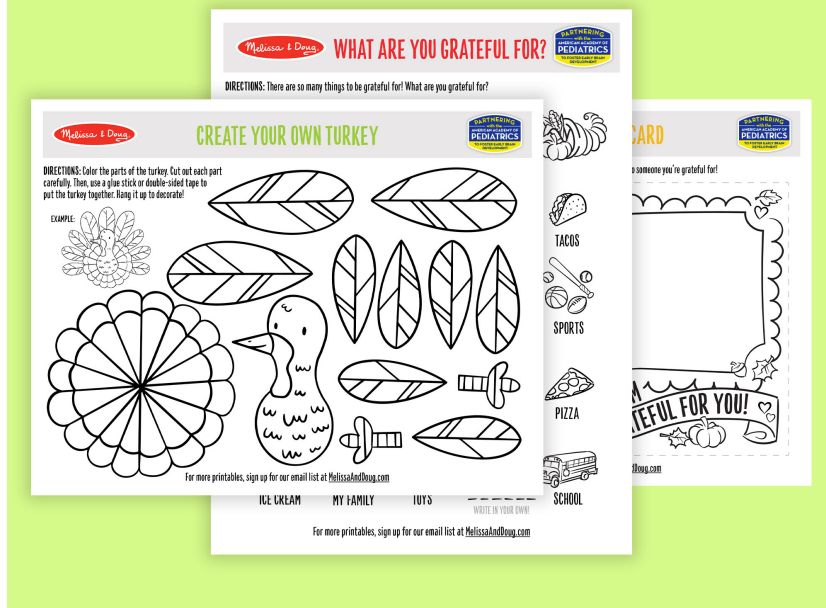 Melissa & Doug
WHAT ARE YOU GRATEFUL FOR?
PARTNERING
with the
AMERICAN ACADEMY OF
PEDIATRICS
TO FOSTER EARLY BRAIN
DEVELOPMENT
DIRECTIONS: There are so many things to be grateful for! What are you grateful for?
TACOS
SPORTS
PIZZA
SCHOOL
ICE CREAM MY FAMILY TOYS
WRITE IN YOUR OWN!
For more printables, sign up for our email list at MelissaAndDoug.com
Melissa & Doug
CREATE YOUR OWN TURKEY
PARTNERING
with the
AMERICAN ACADEMY OF
PEDIATRICS
TO FOSTER EARLY BRAIN
DEVELOPMENT
DIRECTIONS: Color the parts of the turkey. Cut out each part
carefully. Then, use a glue stick or double-sided tape to
put the turkey together. Hang it up to decorate!
EXAMPLE:
For more printables, sign up for our email list at MelissaAndDoug.com
CARD
PARTNERING
with the
AMERICAN ACADEMY OF
PEDIATRICS
TO FOSTER EARLY BRAIN
DEVELOPMENT
someone you're grateful for!
FOR YOU!